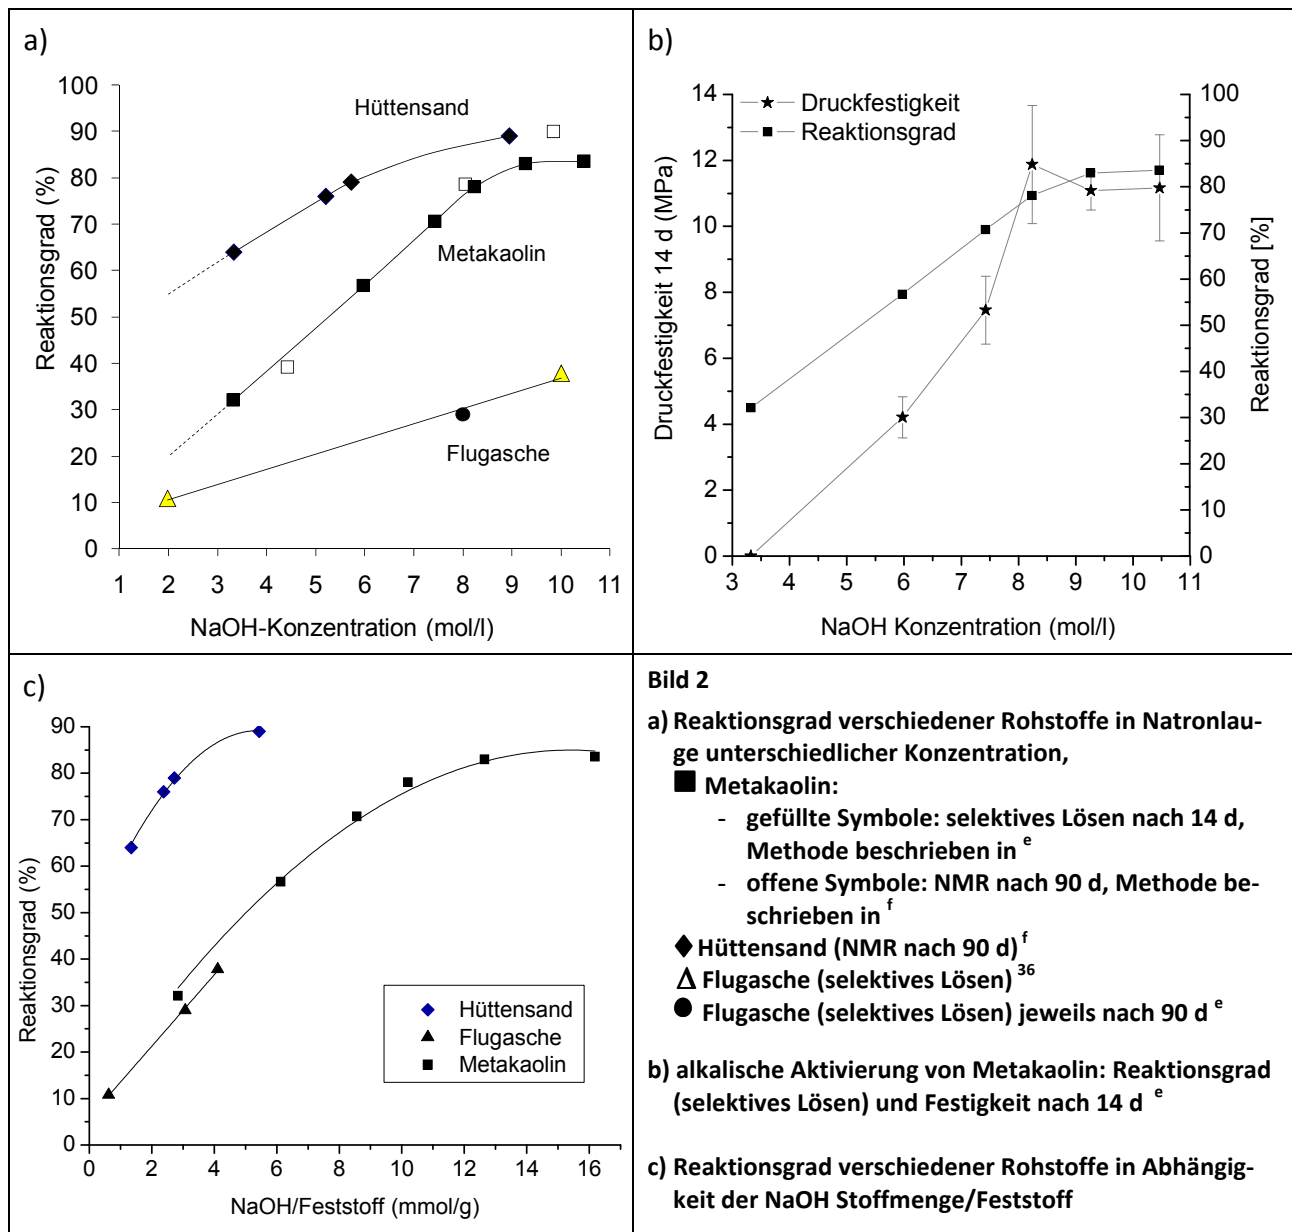 a)
100
90
80
70
60
50
40
30
20
10
0
Reaktionsgrad (%)
Hüttensand
Metakaolin
Flugasche
1 2 3 4 5 6 7 8 9 10 11
NaOH-Konzentration (mol/l)
b)
14
12
10
8
6
4
2
0
Druckfestigkeit 14 d (MPa)
Druckfestigkeit
Reaktionsgrad
100
90
80
70
60
50
40
30
20
10
0
Reaktionsgrad [%]
3 4 5 6 7 8 9 10 11
NaOH Konzentration (mol/l)
c)
90
80
70
60
50
40
30
20
10
0
Reaktionsgrad (%)
Hüttensand
Flugasche
Metakaolin
0 2 4 6 8 10 12 14 16
NaOH/Feststoff (mmol/g)
Bild 2
a) Reaktionsgrad verschiedener Rohstoffe in Natronlau-
ge unterschiedlicher Konzentration,
Metakaolin:
- gefüllte Symbole: selektives Lösen nach 14 d,
Methode beschrieben in e
- offene Symbole: NMR nach 90 d, Methode be-
schrieben in f
Hüttensand (NMR nach 90 d) f
Flugasche (selektives Lösen) 36
Flugasche (selektives Lösen) jeweils nach 90 d e
b) alkalische Aktivierung von Metakaolin: Reaktionsgrad
(selektives Lösen) und Festigkeit nach 14 d e
c) Reaktionsgrad verschiedener Rohstoffe in Abhängig-
keit der NaOH Stoffmenge/Feststoff